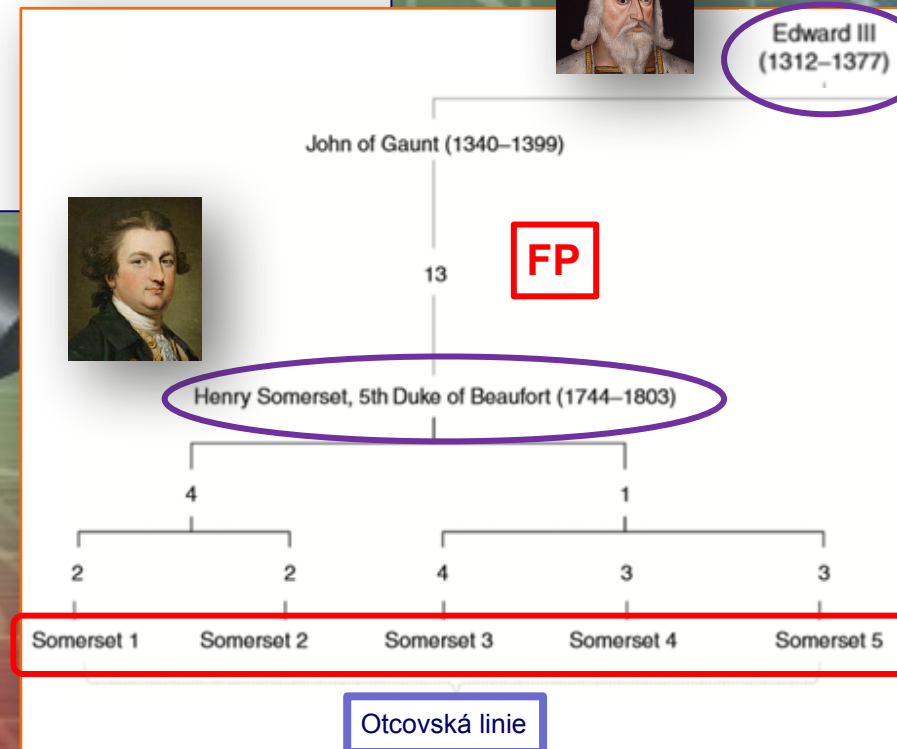 Edward III
(1312–1377)
John of Gaunt (1340–1399)
13
FP
Henry Somerset, 5th Duke of Beaufort (1744–1803)
4
1
2
2
4
3
3
Somerset 1
Somerset 2
Somerset 3
Somerset 4
Somerset 5
Otcovská linie